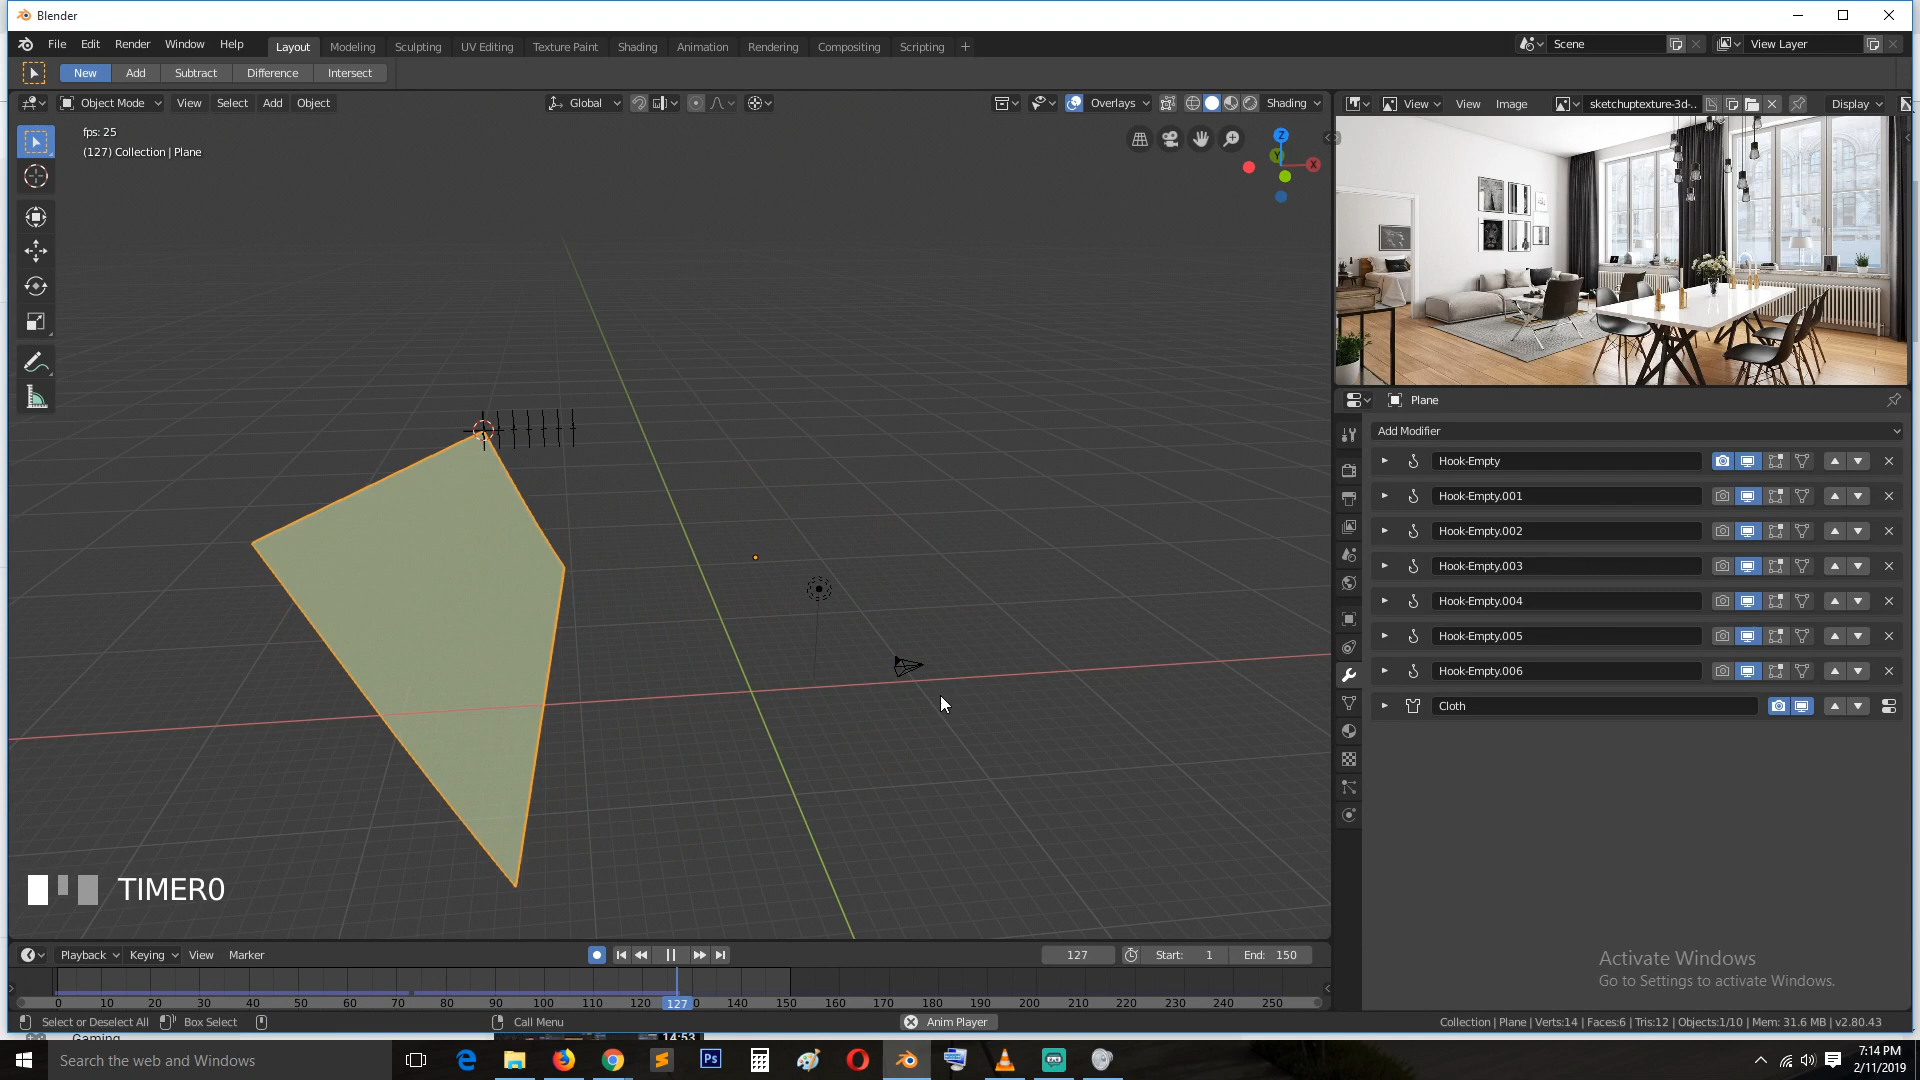 Blender
File Edit Render Window Help
Layout Modeling Sculpting UV Editing Texture Paint Shading Animation Rendering Compositing Scripting +
Scene
View Layer
New Add Subtract Difference Intersect
Object Mode View Select Add Object
Global
Overlays
Shading
View View Image
sketchuptexture-3d-..
Display
fps: 25
(127) Collection | Plane
Z
Y
X
Plane
Add Modifier
Hook-Empty
Hook-Empty.001
Hook-Empty.002
Hook-Empty.003
Hook-Empty.004
Hook-Empty.005
Hook-Empty.006
Cloth
TIMER0
Activate Windows
Go to Settings to activate Windows.
Playback Keying View Marker
127
Start: 1
End: 150
0 10 20 30 40 50 60 70 80 90 100 110 120 127 0 140 150 160 170 180 190 200 210 220 230 240 250
Select or Deselect All Box Select Call Menu Anim Player
Collection | Plane | Verts:14 | Faces:6 | Tris:12 | Objects:1/10 | Mem: 31.6 MB | v2.80.43
14:53
Search the web and Windows
Ps
7:14 PM
2/11/2019